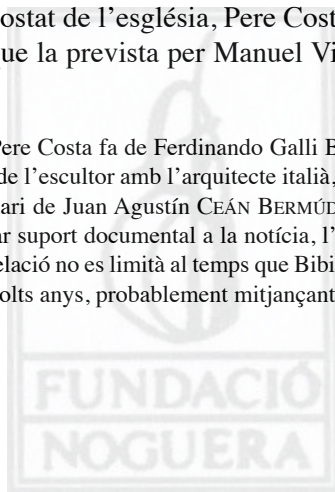 ostat de l’església, Pere Cost
ue la prevista per Manuel Vi
Pere Costa fa de Ferdinando Galli B
de l’escultor amb l’arquitecte italià,
ari de Juan Agustín CEÁN BERMÚD
ar suport documental a la notícia, l’
elació no es limità al temps que Bibi
olts anys, probablement mitjançant
FUNDACIÓ
NOGUERA